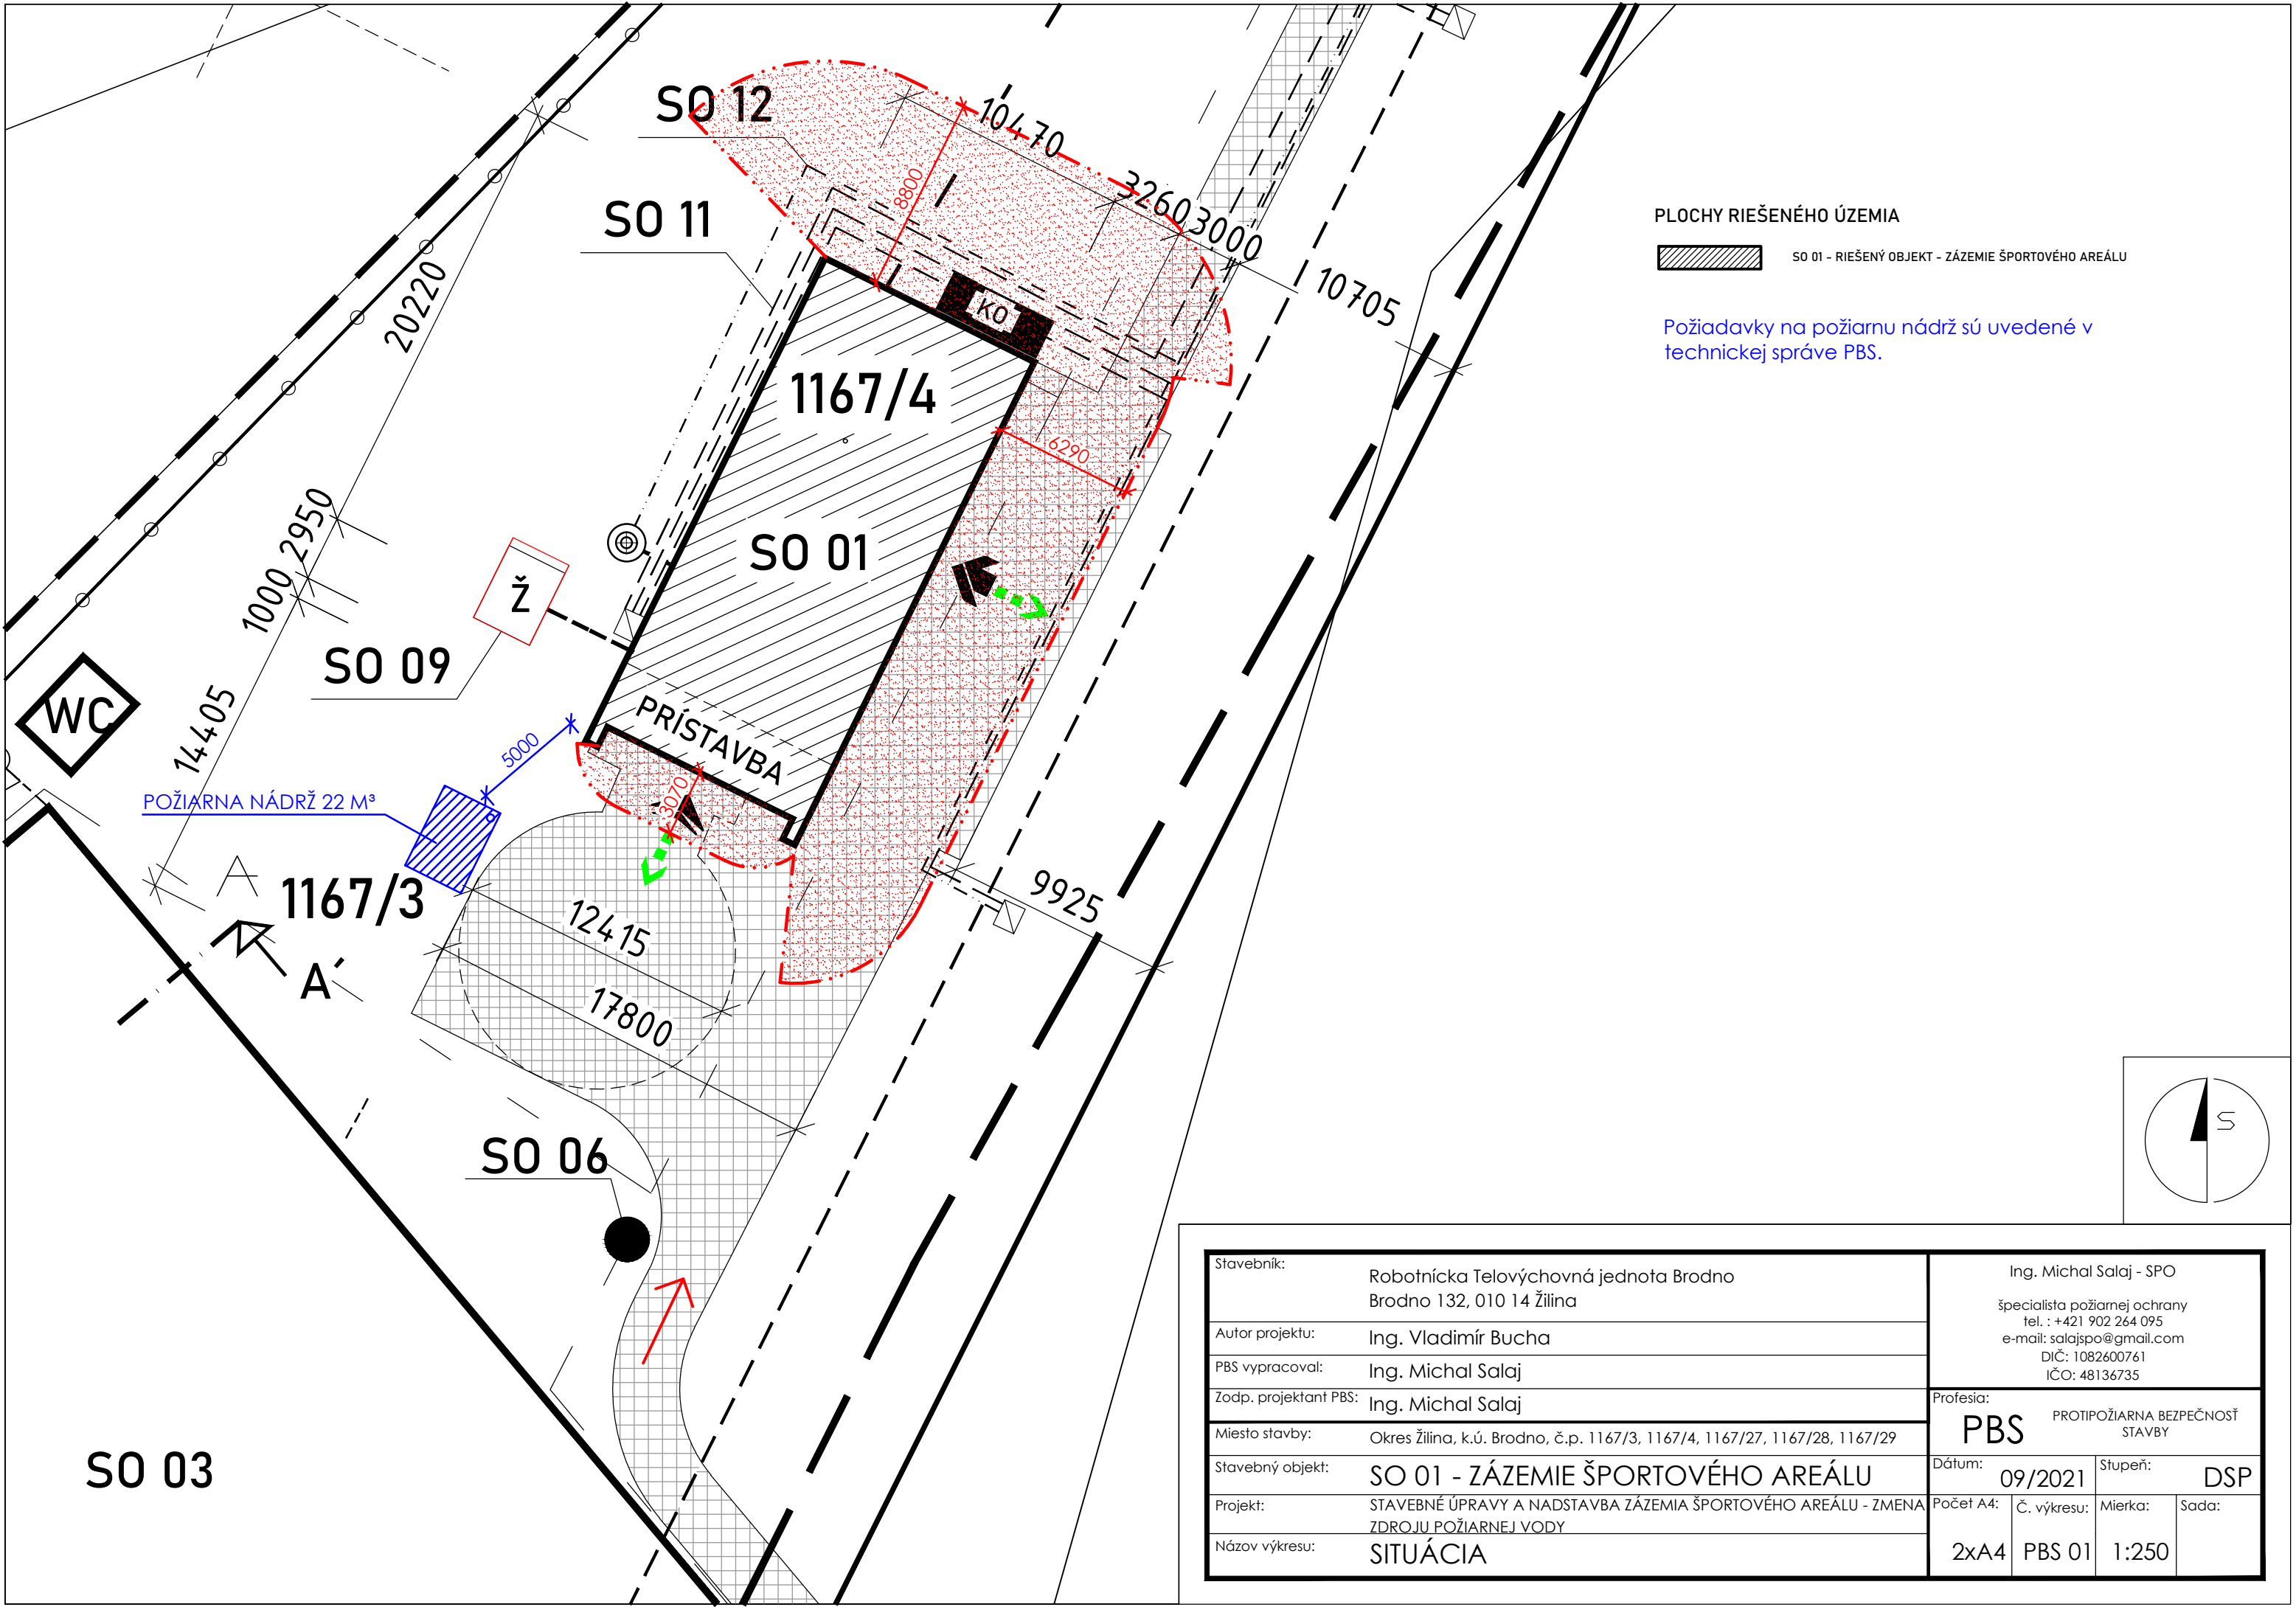 SO 12
10470
3260
3000
8800
SO 11
10705
20220
KO
1167/4
6290
2950
SO 01
1000
Ž
SO 09
WC
14405
PRÍSTAVBA
5000
3070
POŽIARNA NÁDRŽ 22 M³
1167/3
A´
12415
9925
17800
SO 06
SO 03
PLOCHY RIEŠENÉHO ÚZEMIA
SO 01 - RIEŠENÝ OBJEKT - ZÁZEMIE ŠPORTOVÉHO AREÁLU
Požiadavky na požiarnu nádrž sú uvedené v
technickej správe PBS.
S
Stavebník:
Robotnícka Telovýchovná jednota Brodno
Brodno 132, 010 14 Žilina
Autor projektu: Ing. Vladimír Bucha
PBS vypracoval: Ing. Michal Salaj
Zodp. projektant PBS: Ing. Michal Salaj
Miesto stavby: Okres Žilina, k.ú. Brodno, č.p. 1167/3, 1167/4, 1167/27, 1167/28, 1167/29
Stavebný objekt: SO 01 - ZÁZEMIE ŠPORTOVÉHO AREÁLU
Projekt: STAVEBNÉ ÚPRAVY A NADSTAVBA ZÁZEMIA ŠPORTOVÉHO AREÁLU - ZMENA
ZDROJU POŽIARNEJ VODY
Názov výkresu: SITUÁCIA
Ing. Michal Salaj - SPO
špecialista požiarnej ochrany
tel. : +421 902 264 095
e-mail: salajspo@gmail.com
DIČ: 1082600761
IČO: 48136735
Profesia:
PBS PROTIPOŽIARNA BEZPEČNOSŤ
STAVBY
Dátum: 09/2021 Stupeň: DSP
Počet A4: Č. výkresu: Mierka: Sada:
2xA4 PBS 01 1:250